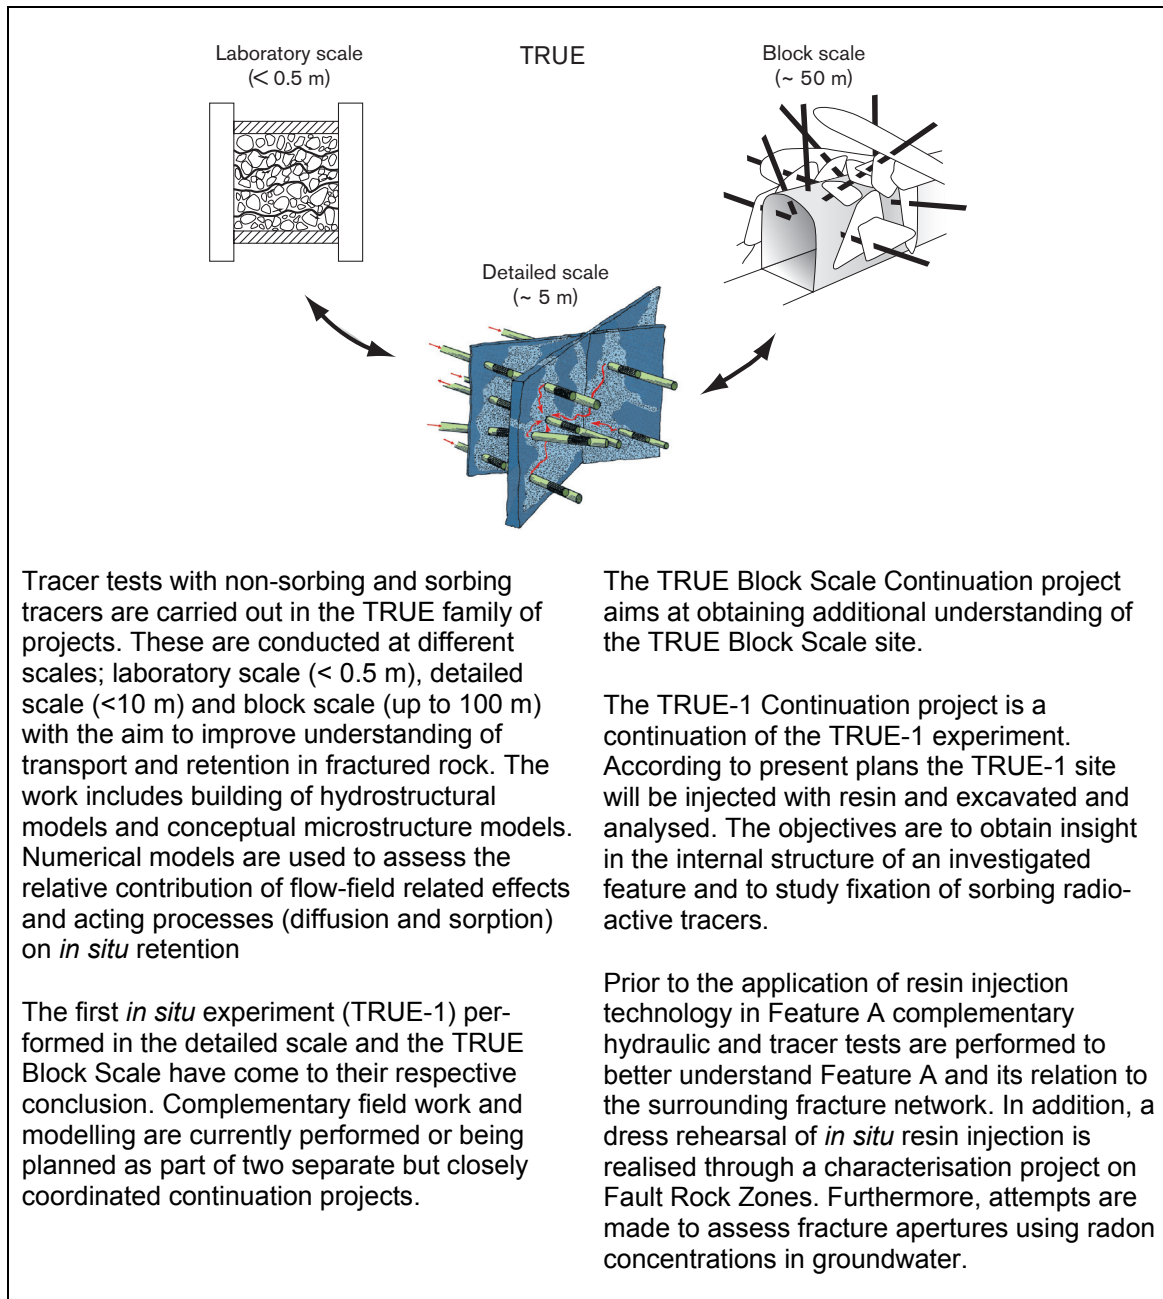 Laboratory scale
(< 0.5 m)
TRUE
Block scale
(~ 50 m)
Detailed scale
(~ 5 m)
Tracer tests with non-sorbing and sorbing
tracers are carried out in the TRUE family of
projects. These are conducted at different
scales; laboratory scale (< 0.5 m), detailed
scale (<10 m) and block scale (up to 100 m)
with the aim to improve understanding of
transport and retention in fractured rock. The
work includes building of hydrostructural
models and conceptual microstructure models.
Numerical models are used to assess the
relative contribution of flow-field related effects
and acting processes (diffusion and sorption)
on in situ retention
The first in situ experiment (TRUE-1) per-
formed in the detailed scale and the TRUE
Block Scale have come to their respective
conclusion. Complementary field work and
modelling are currently performed or being
planned as part of two separate but closely
coordinated continuation projects.
The TRUE Block Scale Continuation project
aims at obtaining additional understanding of
the TRUE Block Scale site.
The TRUE-1 Continuation project is a
continuation of the TRUE-1 experiment.
According to present plans the TRUE-1 site
will be injected with resin and excavated and
analysed. The objectives are to obtain insight
in the internal structure of an investigated
feature and to study fixation of sorbing radio-
active tracers.
Prior to the application of resin injection
technology in Feature A complementary
hydraulic and tracer tests are performed to
better understand Feature A and its relation to
the surrounding fracture network. In addition, a
dress rehearsal of in situ resin injection is
realised through a characterisation project on
Fault Rock Zones. Furthermore, attempts are
made to assess fracture apertures using radon
concentrations in groundwater.